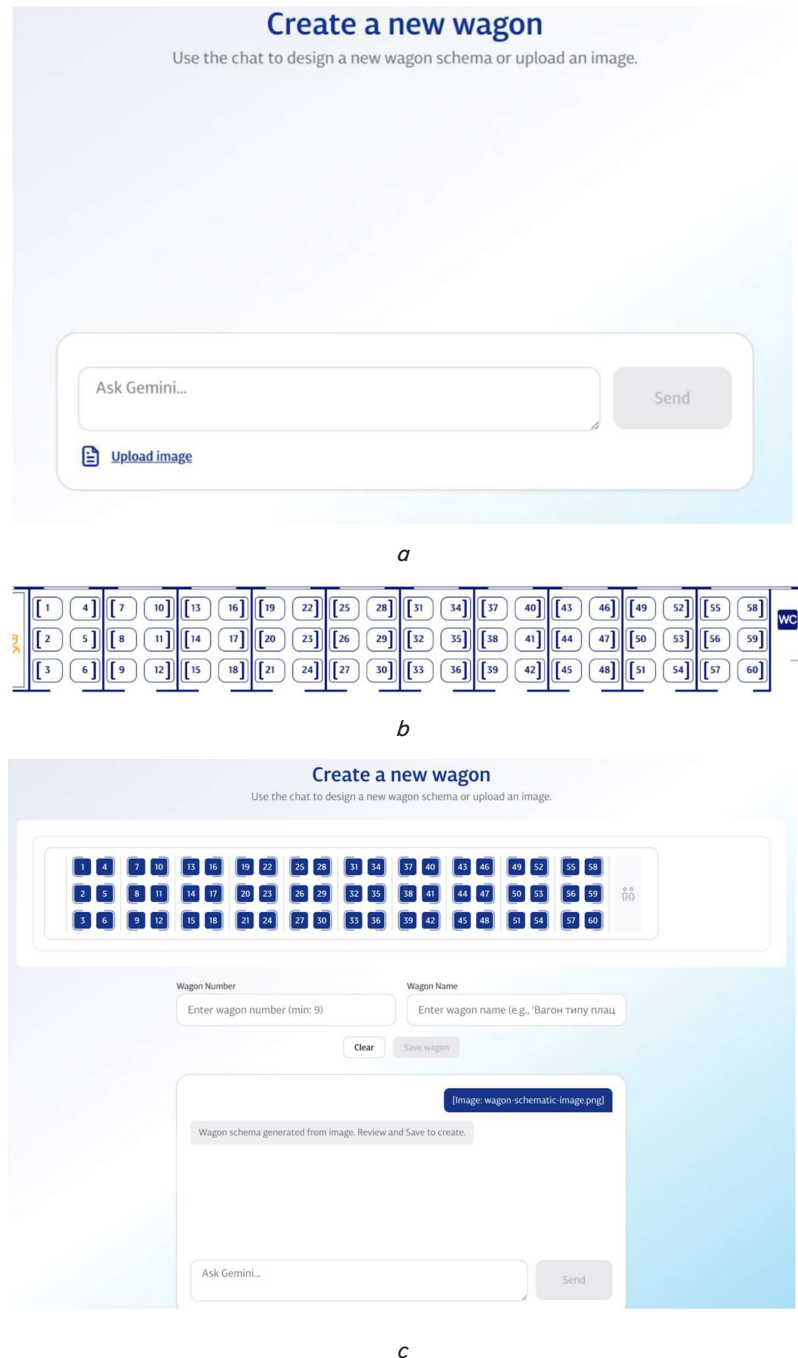 Create a new wagon
Use the chat to design a new wagon schema or upload an image.
Ask Gemini...
Send
Upload image
a
1 4 7 10 13 16 19 22 25 28 31 34 37 40 43 46 49 52 55 58
WC
2 5 8 11 14 17 20 23 26 29 32 35 38 41 44 47 50 53 56 59
3 6 9 12 15 18 21 24 27 30 33 36 39 42 45 48 51 54 57 60
b
Create a new wagon
Use the chat to design a new wagon schema or upload an image.
1 4 7 10 13 16 19 22 25 28 31 34 37 40 43 46 49 52 55 58
2 5 8 11 14 17 20 23 26 29 32 35 38 41 44 47 50 53 56 59
3 6 9 12 15 18 21 24 27 30 33 36 39 42 45 48 51 54 57 60
Wagon Number Wagon Name
Enter wagon number (min: 9) Enter wagon name (e.g., 'Вагон типу плац
Clear Save wagon
[Image: wagon-schematic-image.png]
Wagon schema generated from image. Review and Save to create.
Ask Gemini...
Send
c